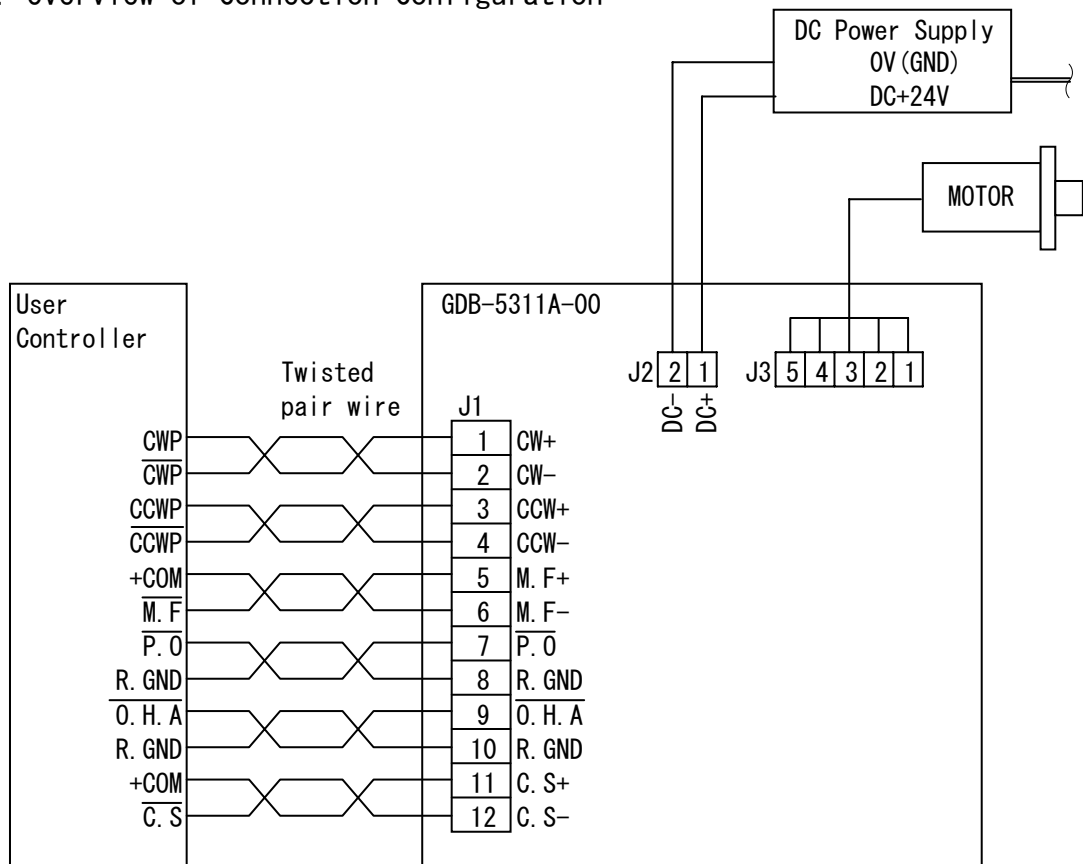 Overview of Connection Configuration
DC Power Supply
0V(GND)
DC+24V
MOTOR
User
Controller
GDB-5311A-00
Twisted
pair wire
J2 2 1
DC-
DC+
J3 5 4 3 2 1
J1
CWP 1 CW+
C̅W̅P̅ 2 CW-
CCWP 3 CCW+
C̅C̅W̅P̅ 4 CCW-
+COM 5 M.F+
M̅.̅F̅ 6 M.F-
P̅.̅O̅ 7 P̅.̅O̅
R.GND 8 R.GND
O̅.̅H̅.̅A̅ 9 O̅.̅H̅.̅A̅
R.GND 10 R.GND
+COM 11 C.S+
C̅.̅S̅ 12 C.S-